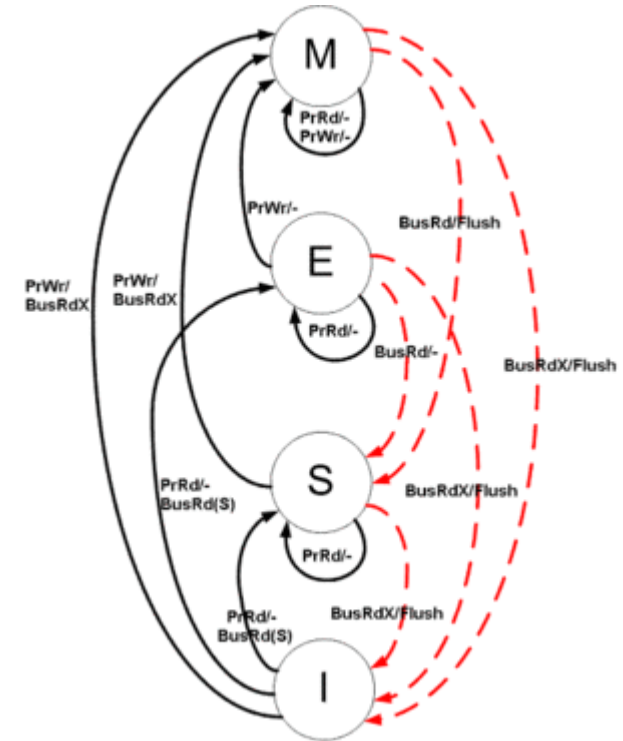 M
PrRd/-
PrWr/-
PrWr/-
BusRd/Flush
E
PrWr/
BusRdX
PrWr/
BusRdX
PrRd/-
BusRd/-
BusRdX/Flush
S
PrRd/-
BusRd(S)
BusRdX/Flush
PrRd/-
PrRd/-
BusRd(S)
BusRdX/Flush
I